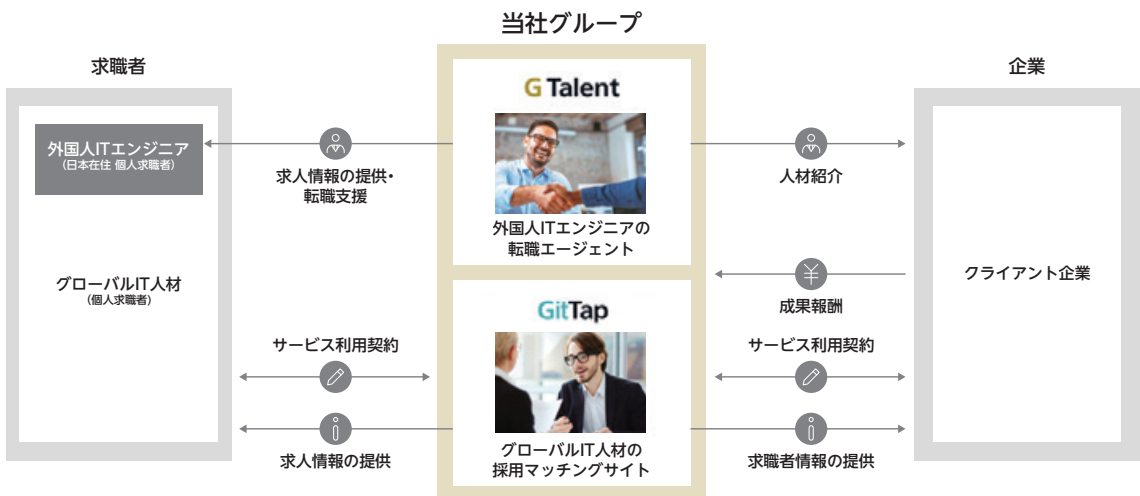 当社グループ
求職者
企業
G Talent
外国人ITエンジニア
（日本在住 個人求職者）
求人情報の提供・
転職支援
人材紹介
外国人ITエンジニアの
転職エージェント
グローバルIT人材
（個人求職者）
クライアント企業
¥
成果報酬
GitTap
サービス利用契約
サービス利用契約
求人情報の提供
求職者情報の提供
グローバルIT人材の
採用マッチングサイト